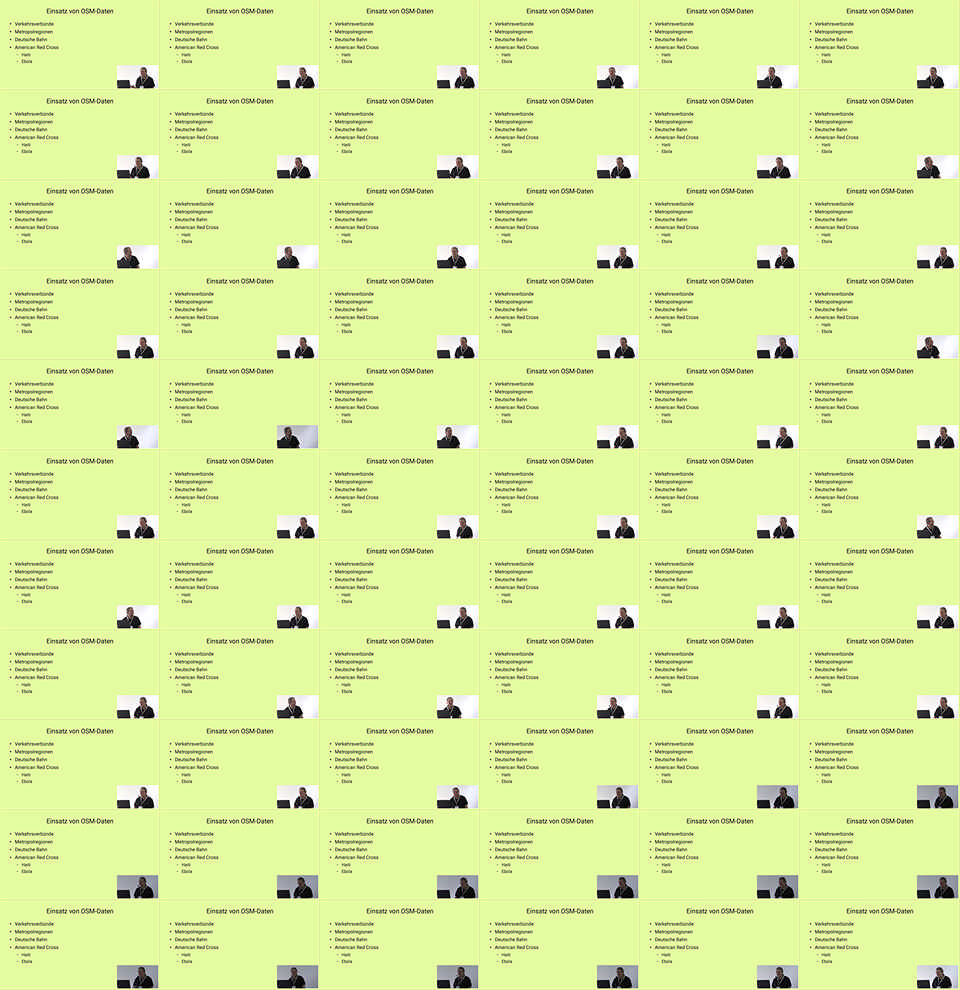 Einsatz von OSM-Daten
Verkehrsverbünde
Metropolregionen
Deutsche Bahn
American Red Cross
Haiti
Ebola